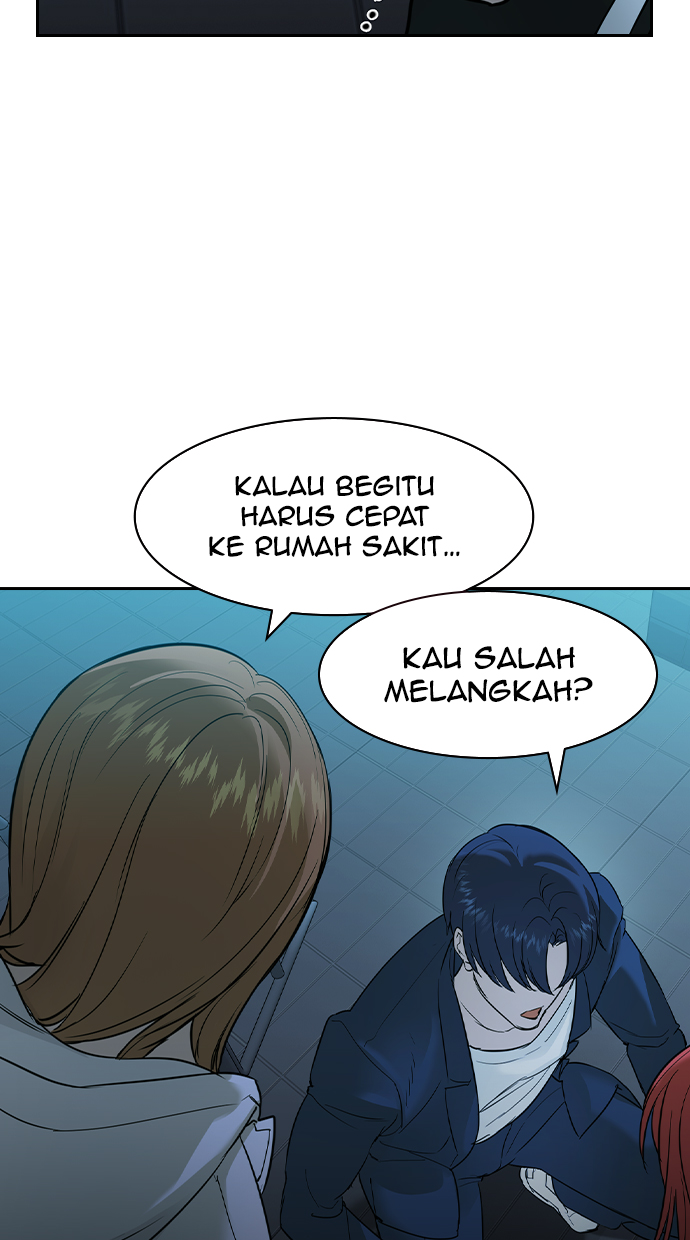 KALAU BEGITU
HARUS CEPAT
KE RUMAH SAKIT...
KAU SALAH
MELANGKAH?